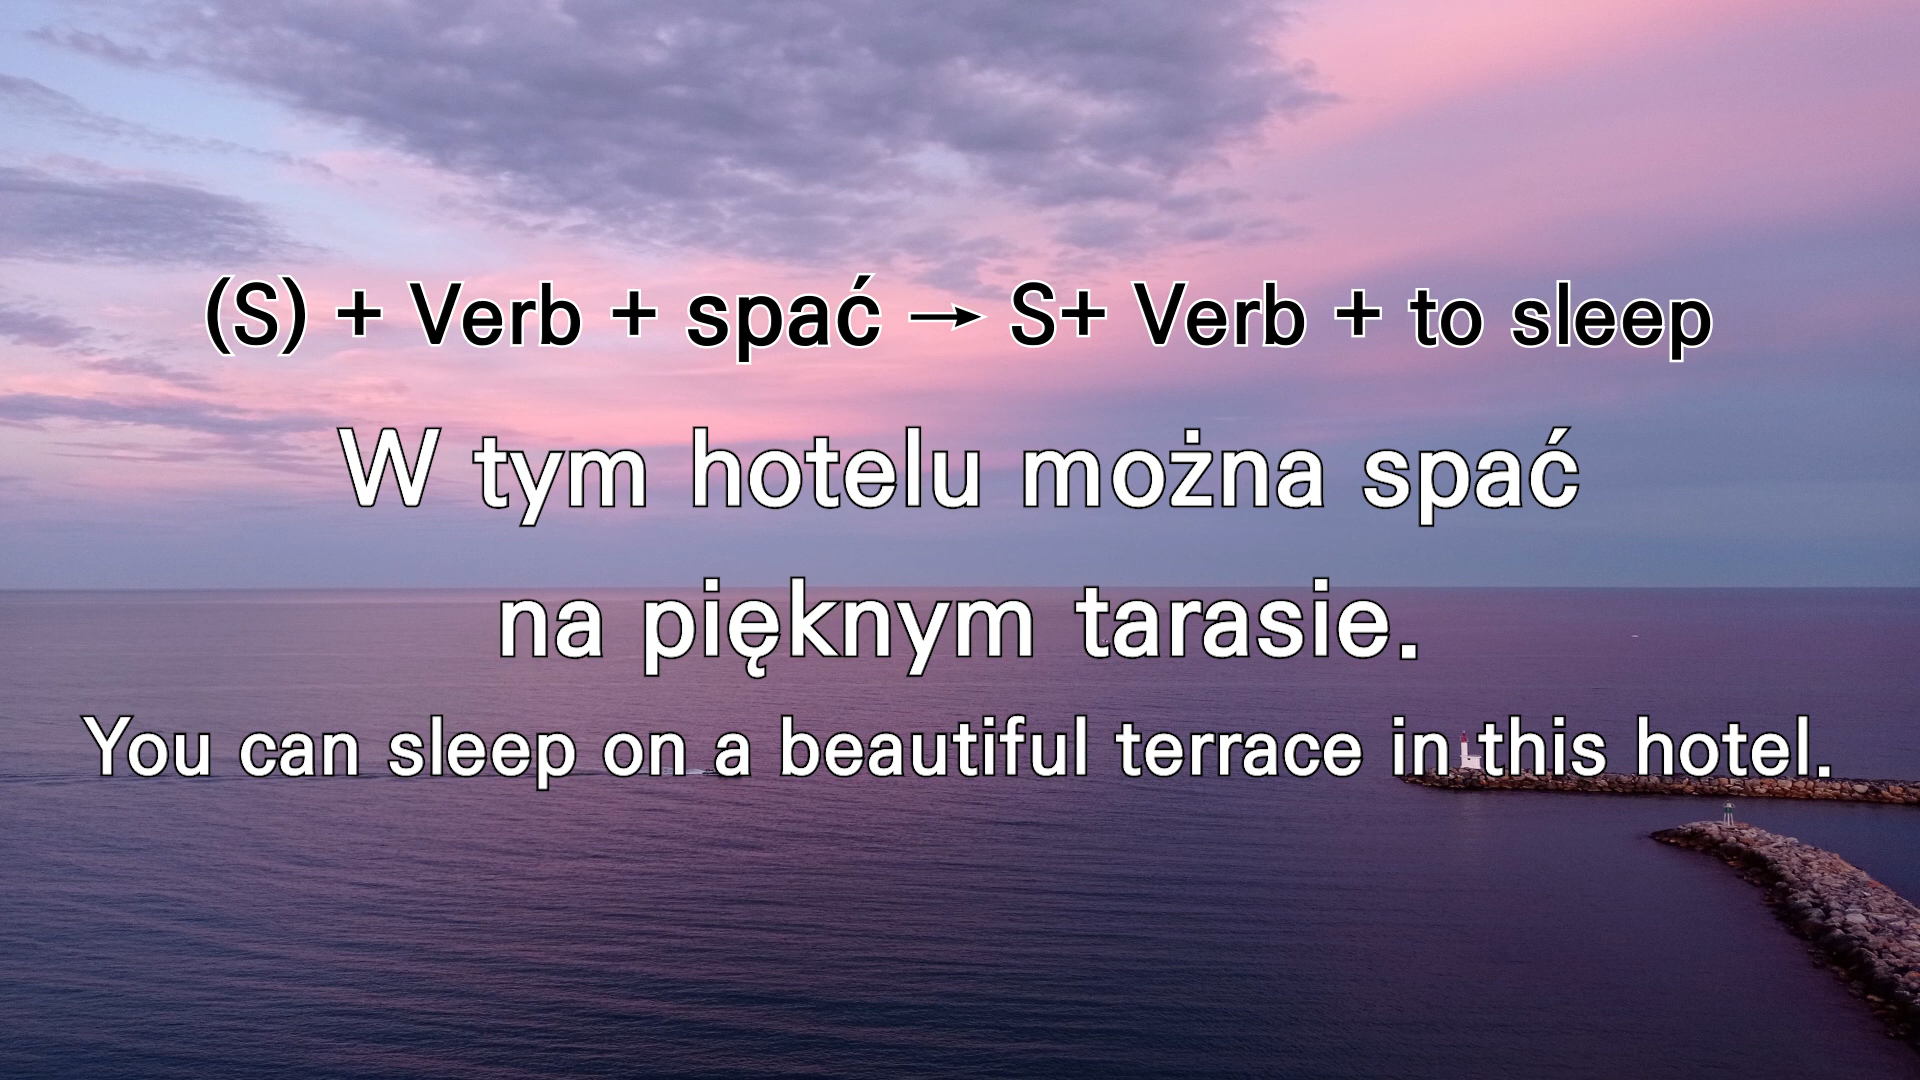 (S) + Verb + spać → S+ Verb + to sleep
W tym hotelu można spać
na pięknym tarasie.
You can sleep on a beautiful terrace in this hotel.